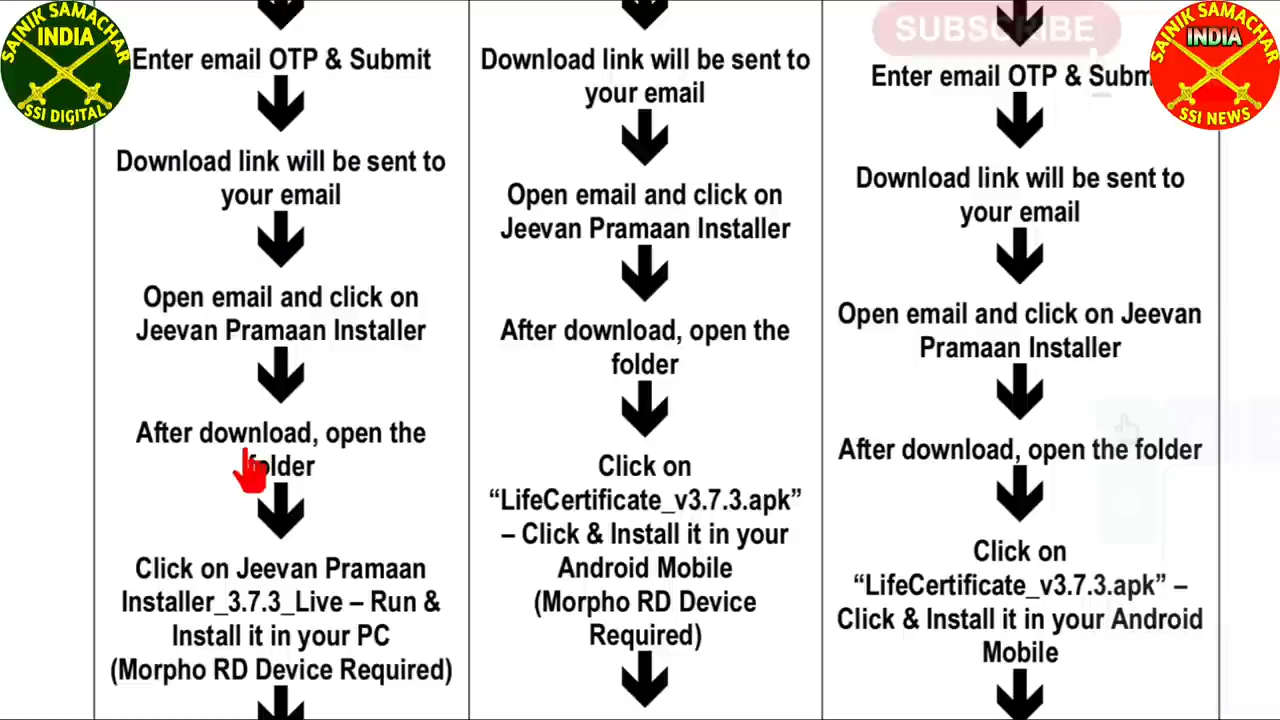 SAINIK SAMACHAR
INDIA
SSI DIGITAL
Enter email OTP & Submit
Download link will be sent to
your email
Open email and click on
Jeevan Pramaan Installer
After download, open the
folder
Click on Jeevan Pramaan
Installer_3.7.3_Live – Run &
Install it in your PC
(Morpho RD Device Required)
Download link will be sent to
your email
Open email and click on
Jeevan Pramaan Installer
After download, open the
folder
Click on
“LifeCertificate_v3.7.3.apk”
– Click & Install it in your
Android Mobile
(Morpho RD Device
Required)
SUBSCRIBE
SAINIK SAMACHAR
INDIA
SSI NEWS
Enter email OTP &
Download link will be sent to
your email
Open email and click on Jeevan
Pramaan Installer
After download, open the folder
Click on
“LifeCertificate_v3.7.3.apk” –
Click & Install it in your Android
Mobile